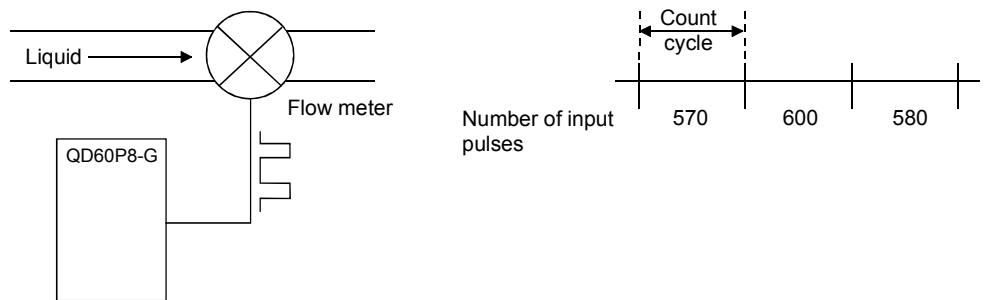 Count
cycle
Liquid
Flow meter
Number of input
pulses
570
600
580
QD60P8-G